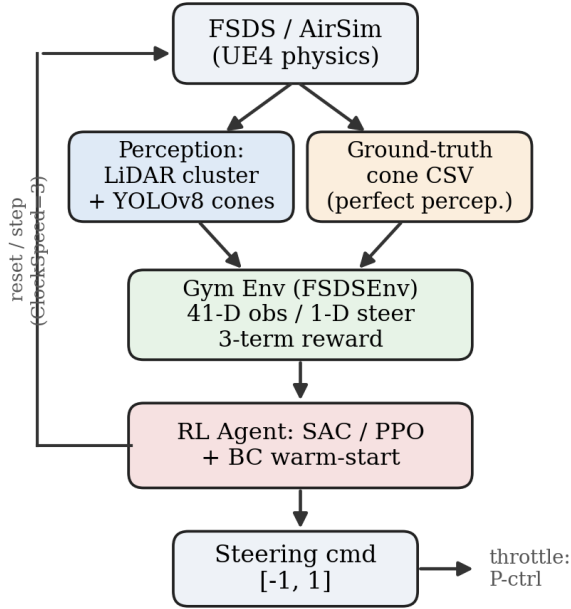 FSDS / AirSim
(UE4 physics)
Perception:
LiDAR cluster
+ YOLOv8 cones
Ground-truth
cone CSV
(perfect percep.)
reset / step
(ClockSpeed=3)
Gym Env (FSDSEnv)
41-D obs / 1-D steer
3-term reward
RL Agent: SAC / PPO
+ BC warm-start
Steering cmd
[-1, 1]
throttle:
P-ctrl